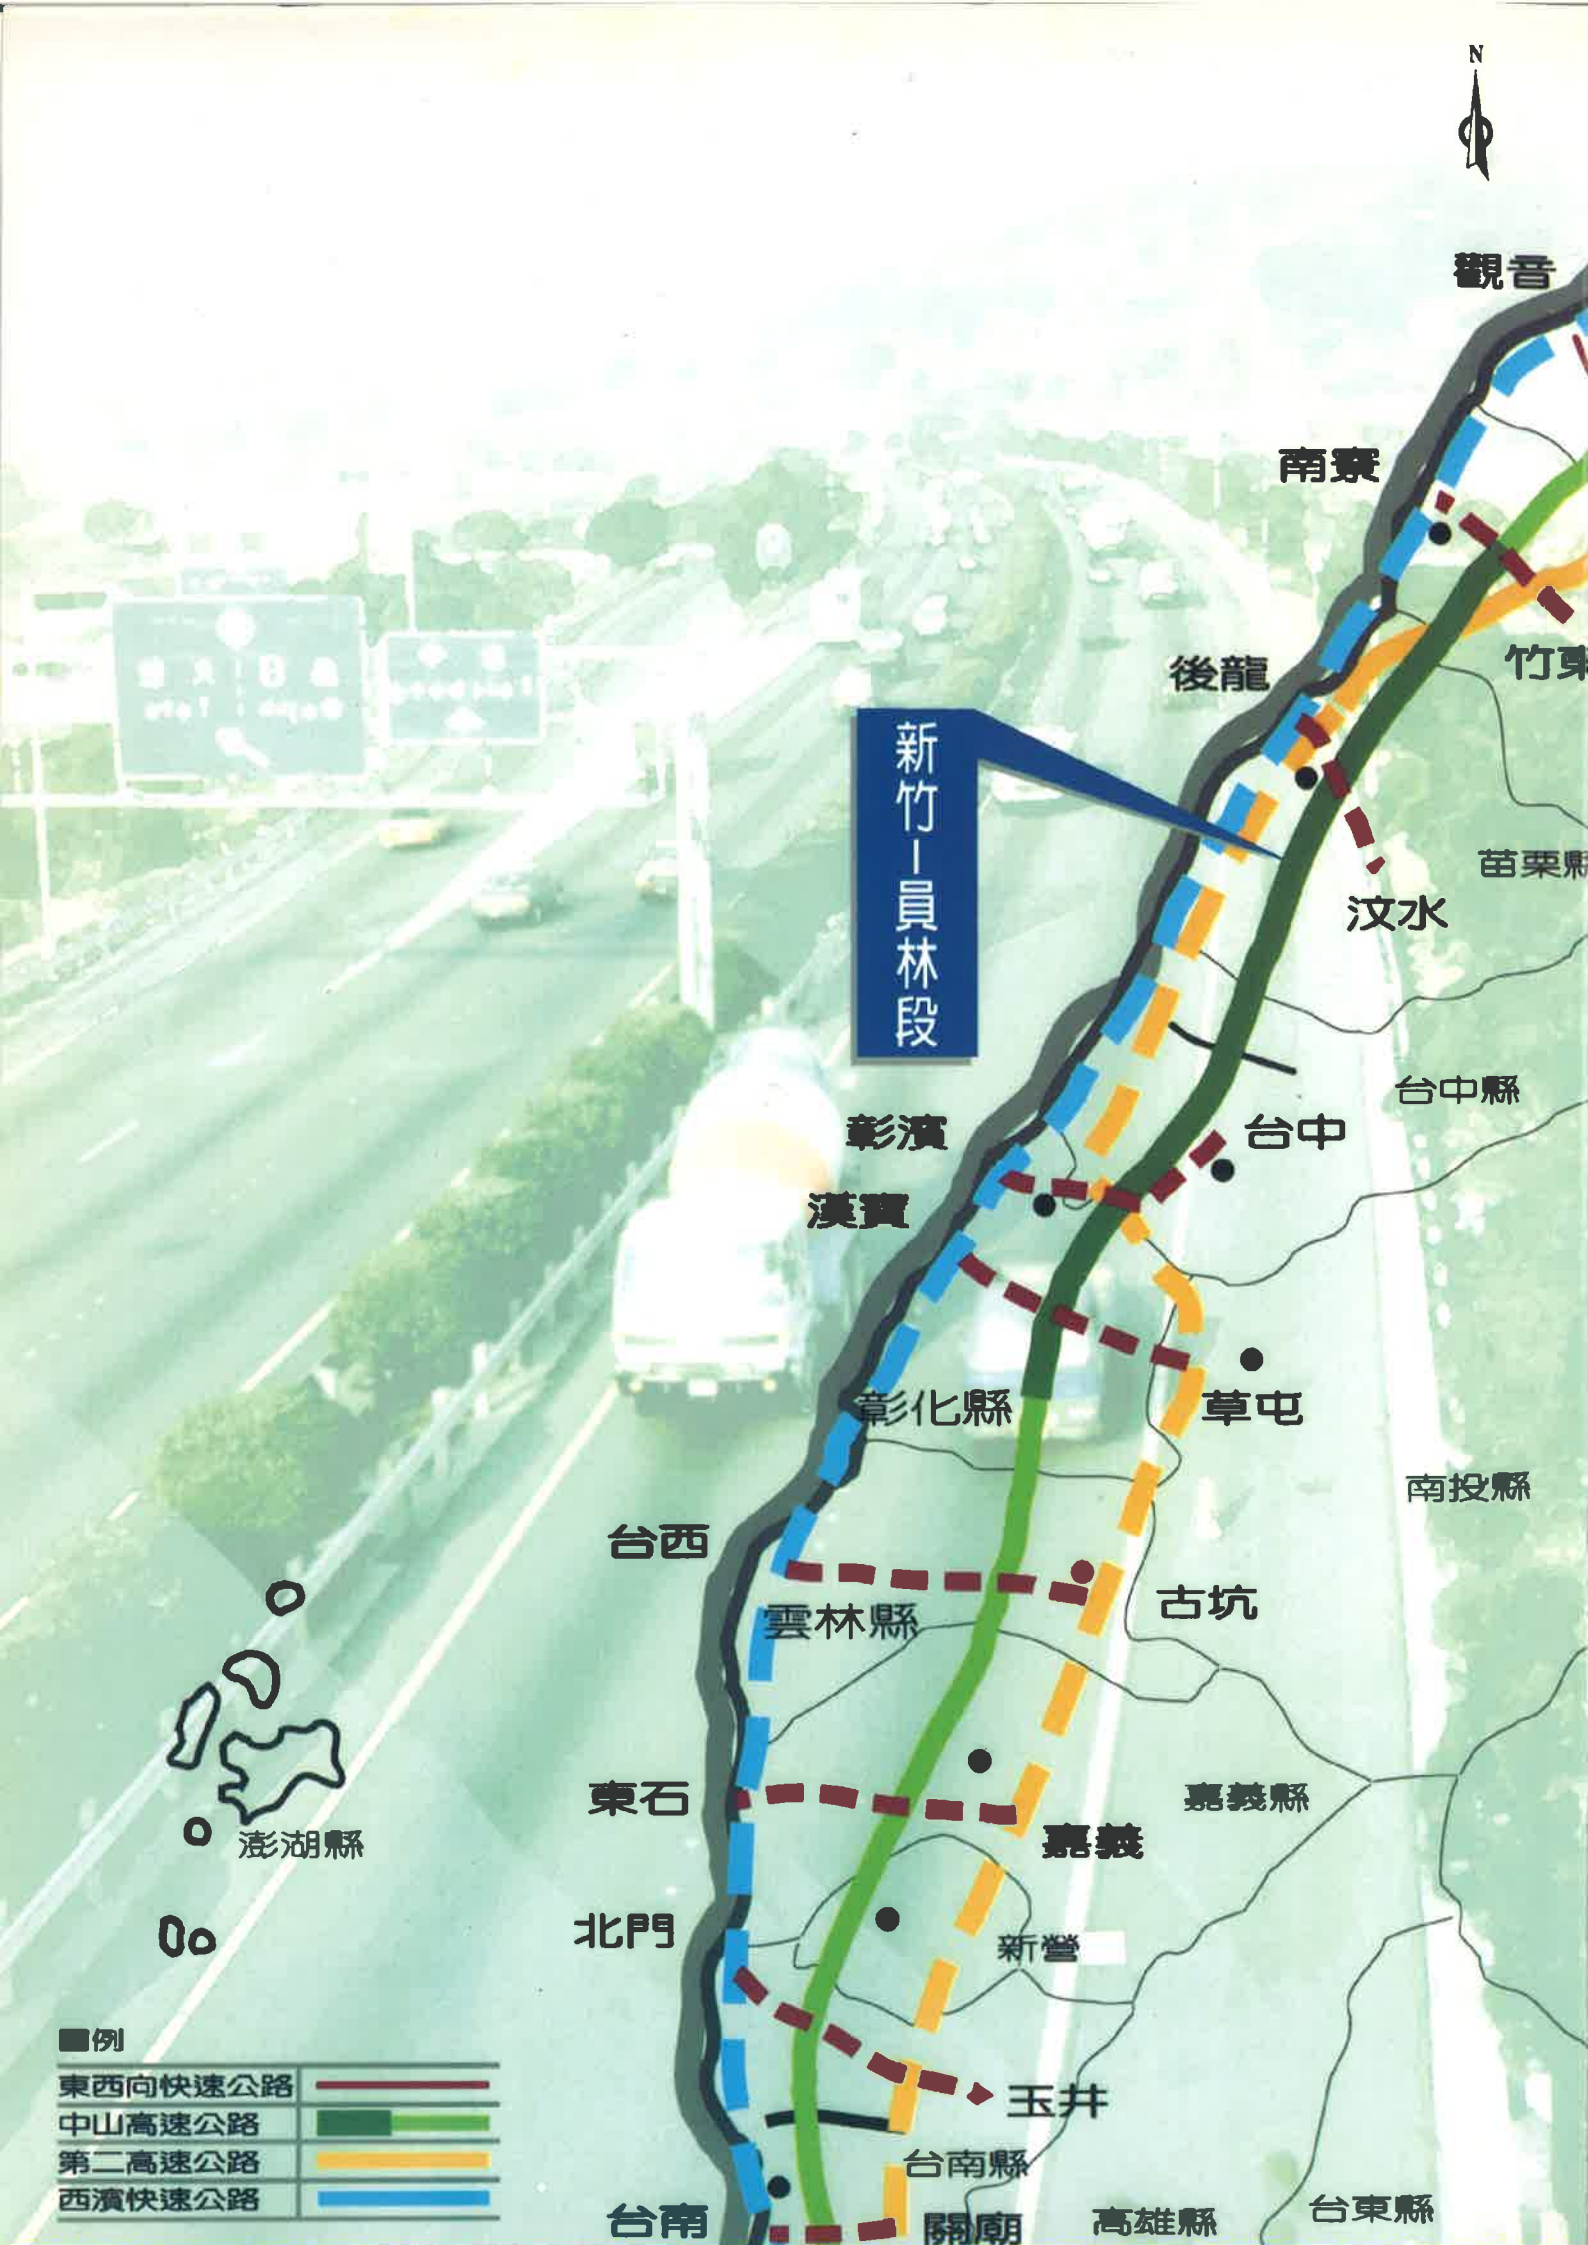 N
觀音
南寮
竹東
後龍
新竹-員林段
苗栗縣
汶水
台中縣
彰濱
台中
漢寶
彰化縣
草屯
南投縣
台西
古坑
雲林縣
東石
嘉義縣
澎湖縣
嘉義
北門
新營
玉井
台南縣
台南
關廟
高雄縣
台東縣
例
東西向快速公路
中山高速公路
第二高速公路
西濱快速公路